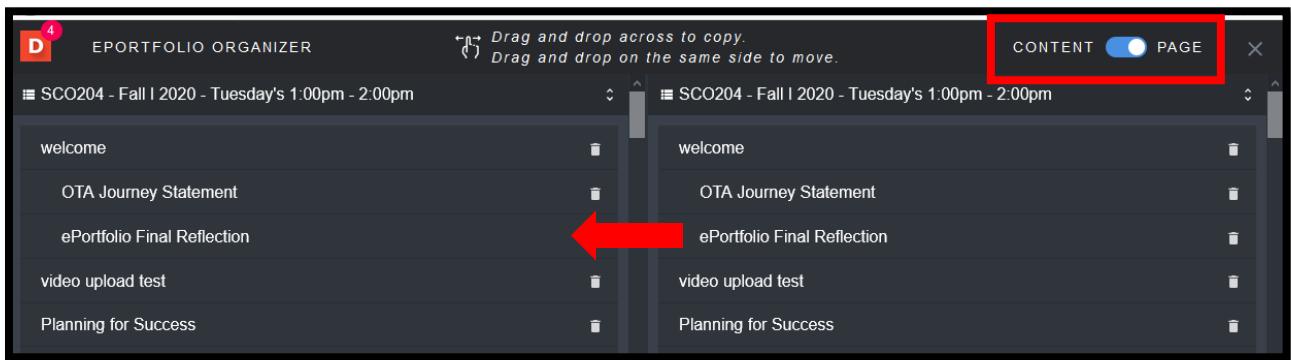 4
D
EPORTFOLIO ORGANIZER
Drag and drop across to copy.
Drag and drop on the same side to move.
CONTENT PAGE
SCO204 - Fall I 2020 - Tuesday's 1:00pm - 2:00pm
welcome
OTA Journey Statement
ePortfolio Final Reflection
video upload test
Planning for Success
SCO204 - Fall I 2020 - Tuesday's 1:00pm - 2:00pm
welcome
OTA Journey Statement
ePortfolio Final Reflection
video upload test
Planning for Success